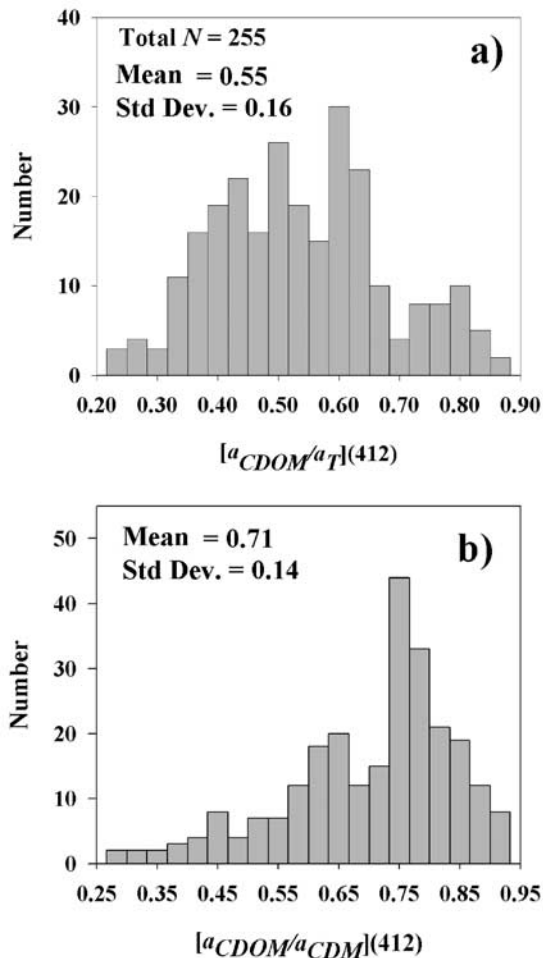 40
Total N = 255
Mean = 0.55
Std Dev. = 0.16
a)
30
20
10
0
Number
0.20 0.30 0.40 0.50 0.60 0.70 0.80 0.90
[aCDOM/aT](412)
50
Mean = 0.71
Std Dev. = 0.14
b)
40
30
20
10
0
Number
0.25 0.35 0.45 0.55 0.65 0.75 0.85 0.95
[aCDOM/aCDM](412)